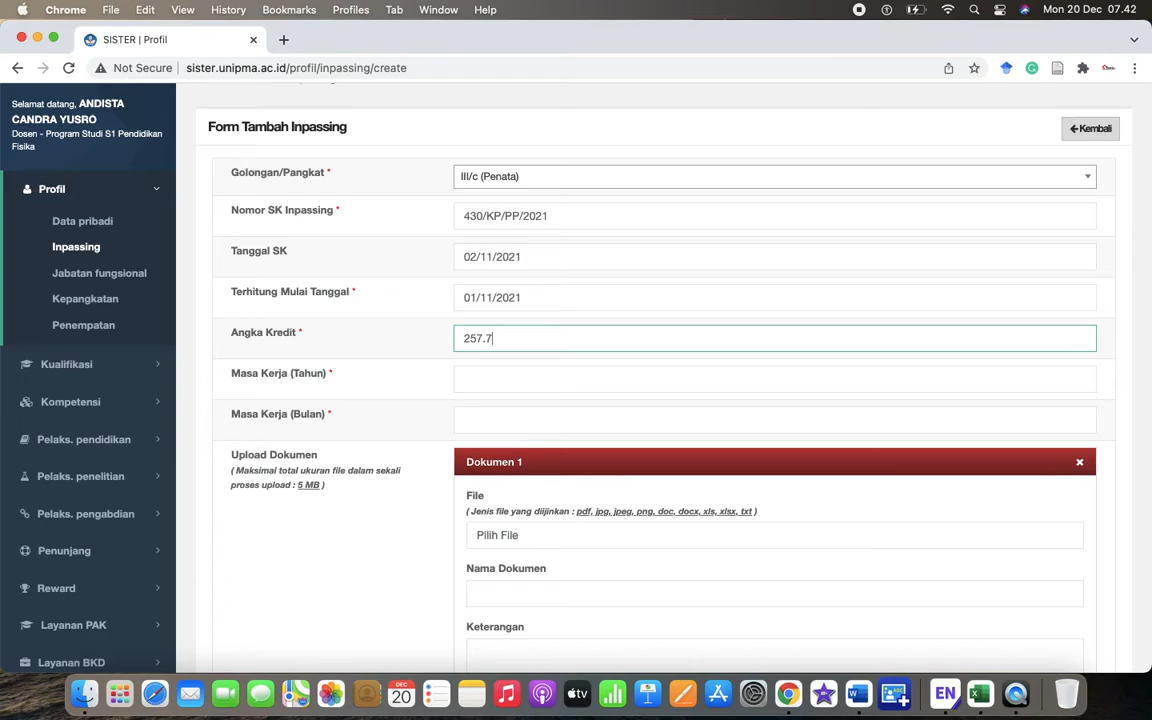 Chrome File Edit View History Bookmarks Profiles Tab Window Help Mon 20 Dec 07.42
SISTER | Profil
Not Secure sister.unipma.ac.id/profil/inpassing/create
Selamat datang, ANDISTA
CANDRA YUSRO
Dosen - Program Studi S1 Pendidikan
Fisika
Profil
Data pribadi
Inpassing
Jabatan fungsional
Kepangkatan
Penempatan
Kualifikasi
Kompetensi
Pelaks. pendidikan
Pelaks. penelitian
Pelaks. pengabdian
Penunjang
Reward
Layanan PAK
Layanan BKD
Form Tambah Inpassing
Kembali
Golongan/Pangkat * III/c (Penata)
Nomor SK Inpassing * 430/KP/PP/2021
Tanggal SK 02/11/2021
Terhitung Mulai Tanggal * 01/11/2021
Angka Kredit * 257.7
Masa Kerja (Tahun) *
Masa Kerja (Bulan) *
Upload Dokumen
( Maksimal total ukuran file dalam sekali
proses upload : 5 MB )
Dokumen 1
File
( Jenis file yang diijinkan : pdf, jpg, jpeg, png, doc, docx, xls, xlsx, txt )
Pilih File
Nama Dokumen
Keterangan
DEC
20
tv
EN